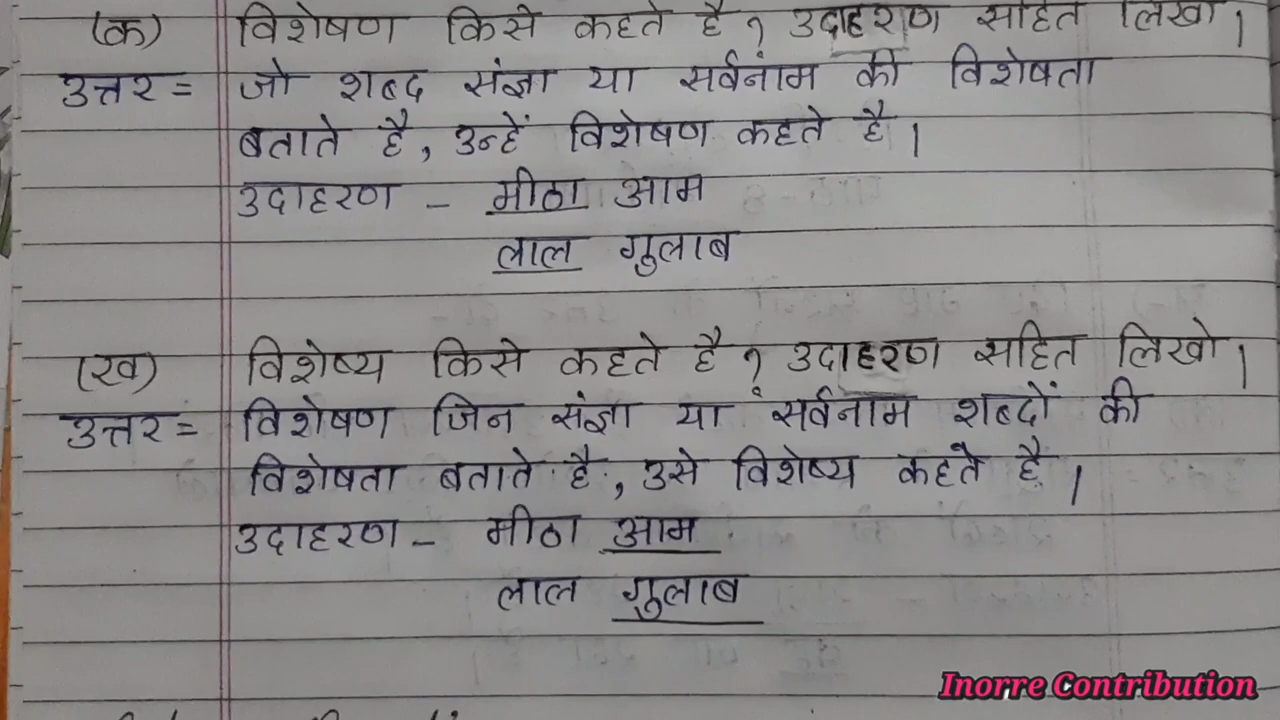 (क) विशेषण किसे कहते है ? उदाहरण सहित लिखो |
उत्तर = जो शब्द संज्ञा या सर्वनाम की विशेषता
बताते है, उन्हें विशेषण कहते है |
उदाहरण - मीठा आम
लाल गुलाब
(ख) विशेष्य किसे कहते है ? उदाहरण सहित लिखो |
उत्तर = विशेषण जिन संज्ञा या सर्वनाम शब्दों की
विशेषता बताते है, उसे विशेष्य कहते है |
उदाहरण - मीठा आम
लाल गुलाब
Inorre Contribution